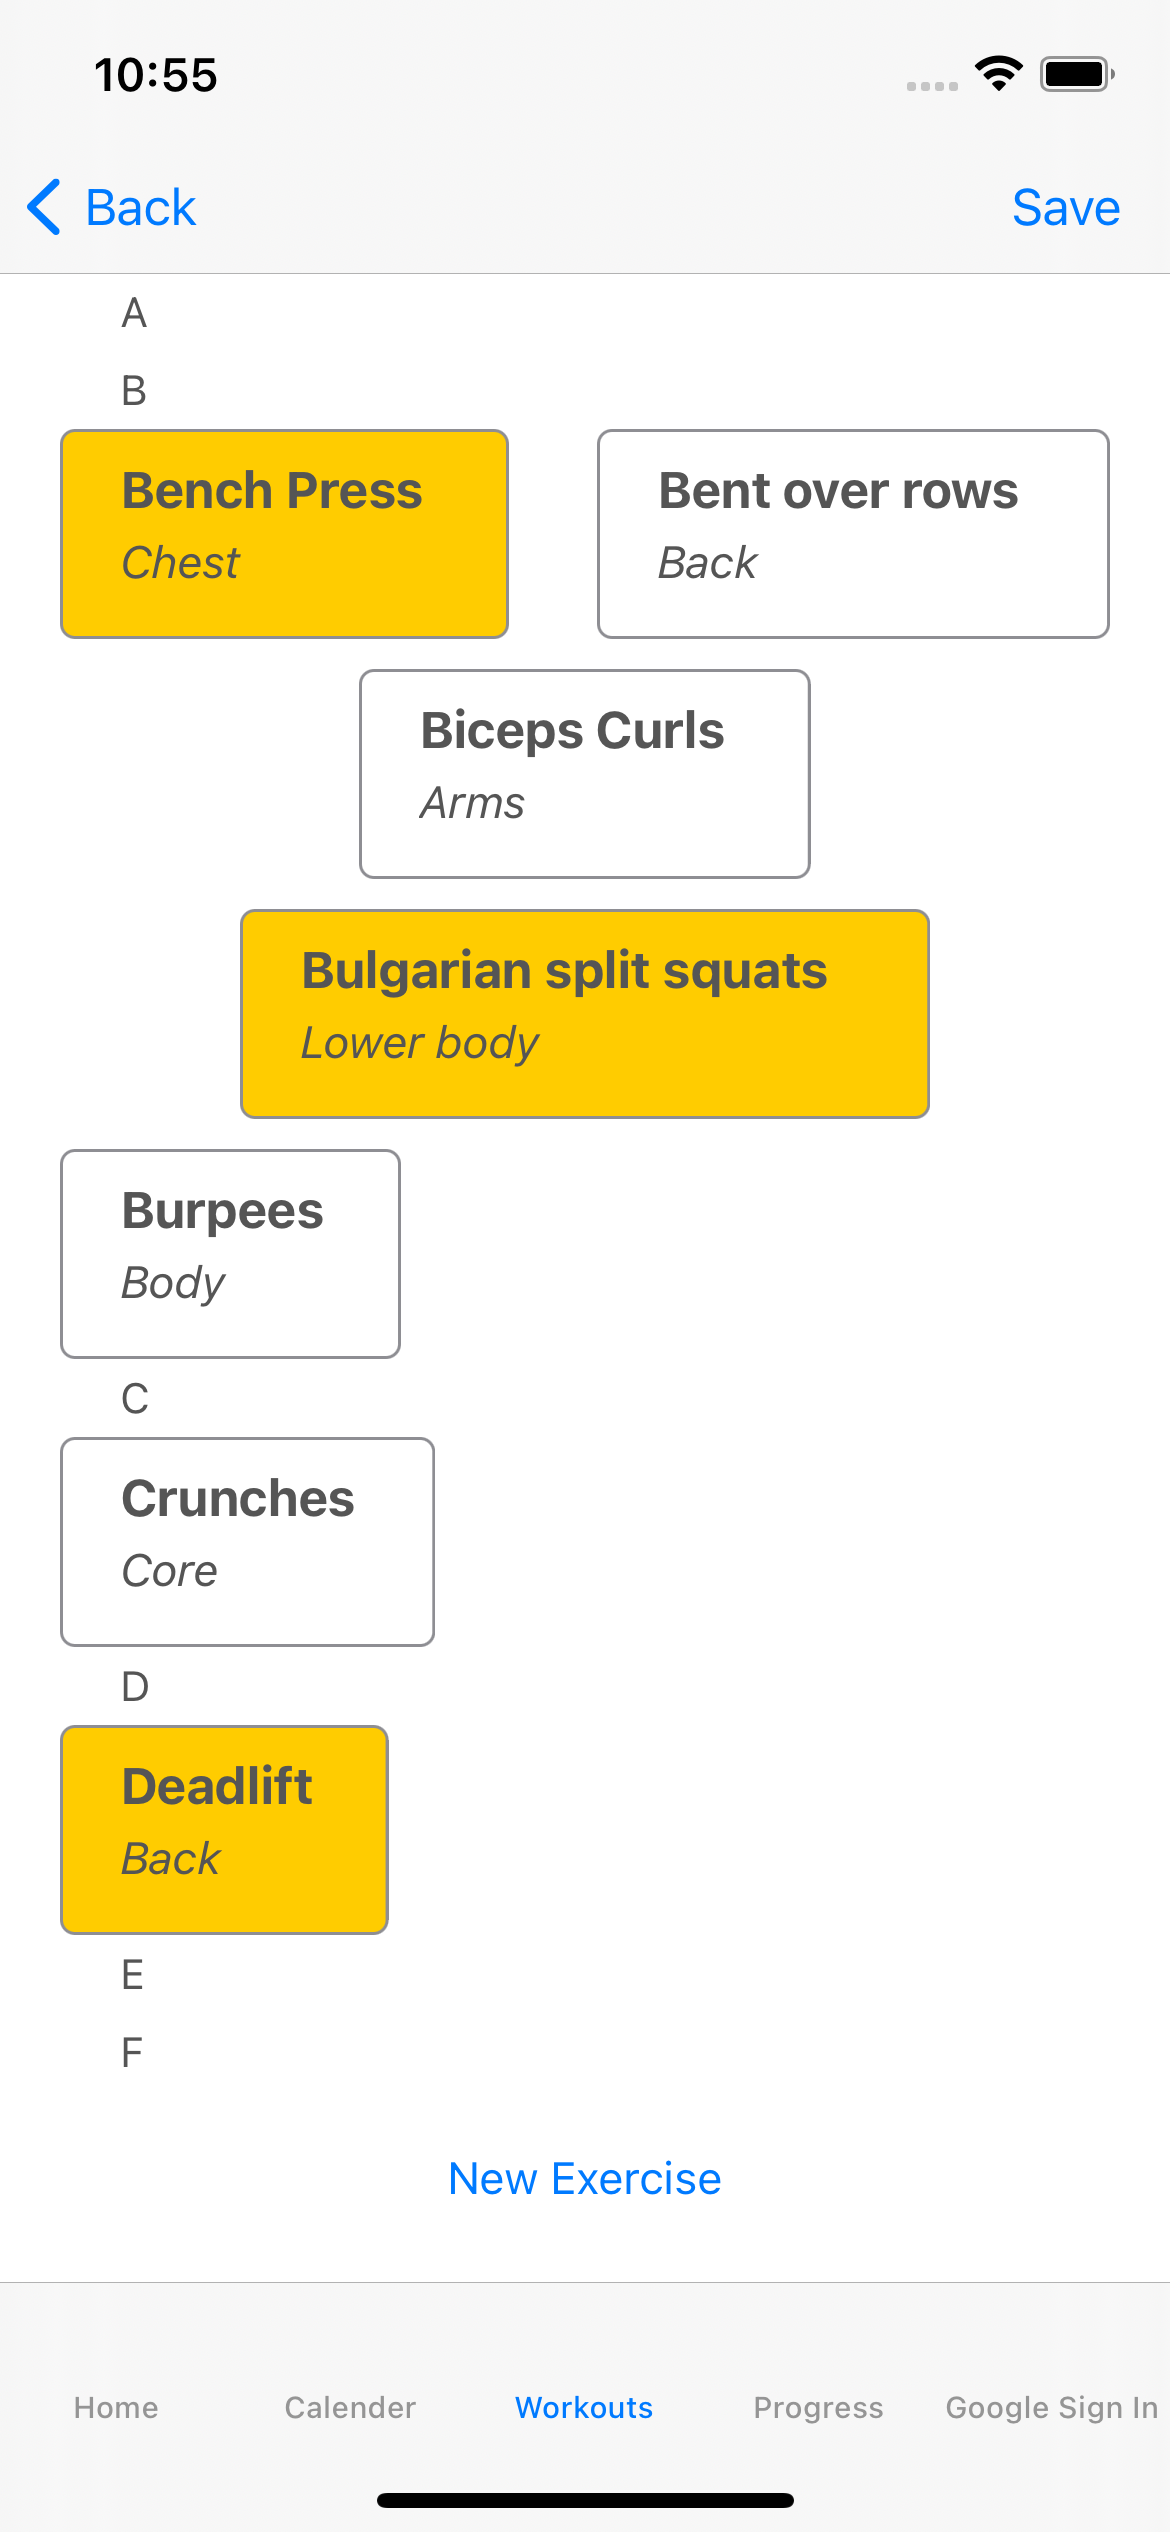 10:55
Back
Save
A
B
Bench Press
Chest
Bent over rows
Back
Biceps Curls
Arms
Bulgarian split squats
Lower body
Burpees
Body
C
Crunches
Core
D
Deadlift
Back
E
F
New Exercise
Home
Calender
Workouts
Progress
Google Sign In